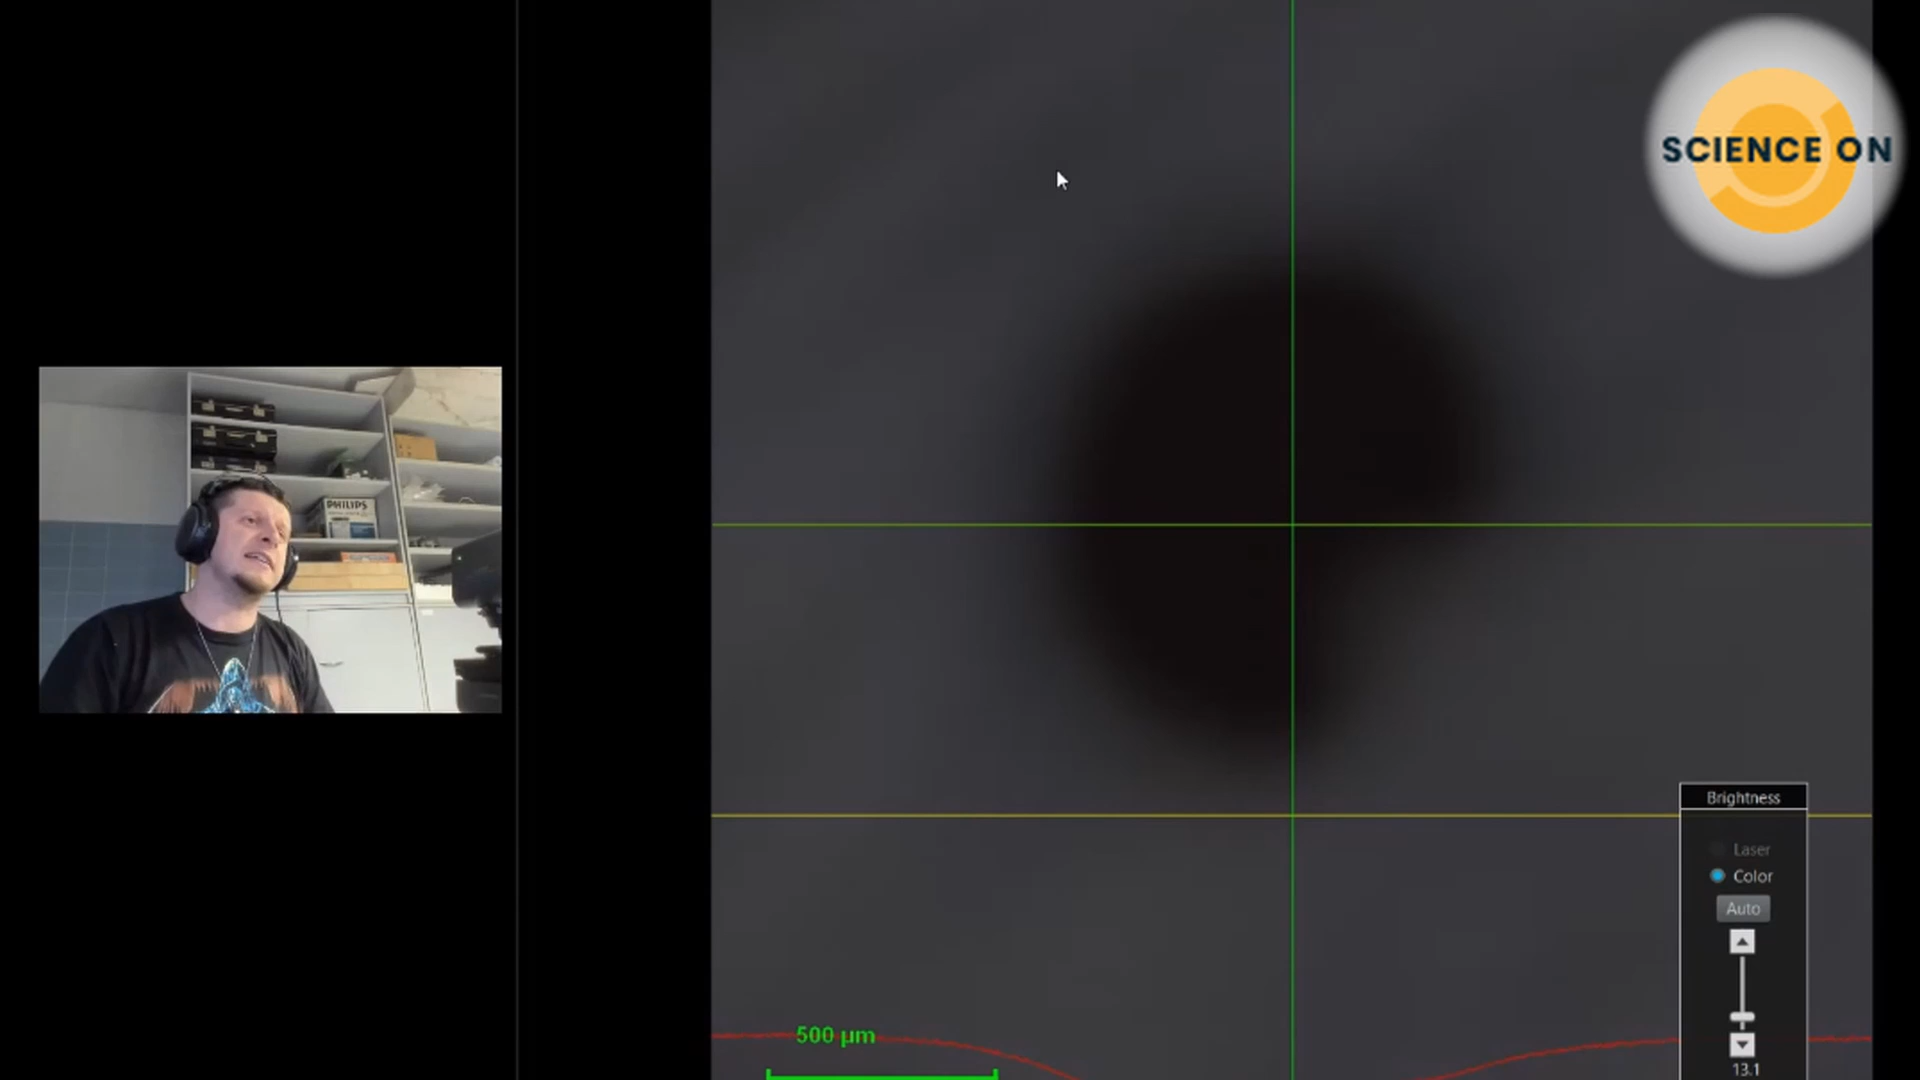 SCIENCE ON
PHILIPS
Brightness
Laser
Color
Auto
500 µm
13.1